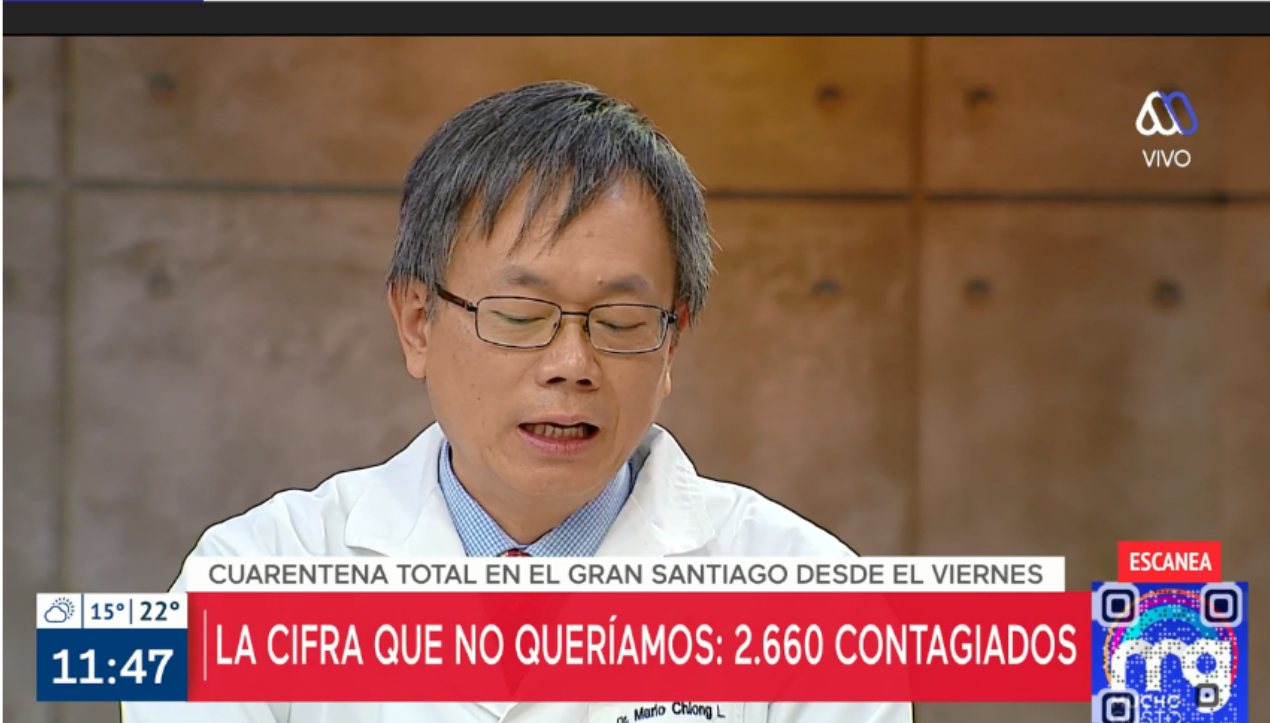 VIVO
ESCANEA
CUARENTENA TOTAL EN EL GRAN SANTIAGO DESDE EL VIERNES
15° 22°
LA CIFRA QUE NO QUERÍAMOS: 2.660 CONTAGIADOS
11:47
mg
Mario Chiong L